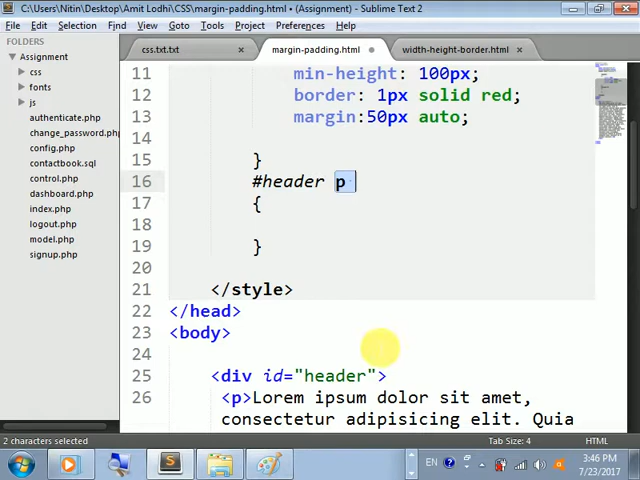 C:\Users\Nitin\Desktop\Amit Lodhi\CSS\margin-padding.html • (Assignment) - Sublime Text 2
File Edit Selection Find View Goto Tools Project Preferences Help
FOLDERS
Assignment
css
fonts
js
authenticate.php
change_password.php
config.php
contactbook.sql
control.php
dashboard.php
index.php
logout.php
model.php
signup.php
css.txt.txt × margin-padding.html • width-height-border.html ×
11 min-height: 100px;
12 border: 1px solid red;
13 margin:50px auto;
14
15 }
16 #header p
17 {
18
19 }
20
21 </style>
22 </head>
23 <body>
24
25 <div id="header">
26 <p>Lorem ipsum dolor sit amet,
consectetur adipisicing elit. Quia
2 characters selected Tab Size: 4 HTML
EN 3:46 PM
7/23/2017